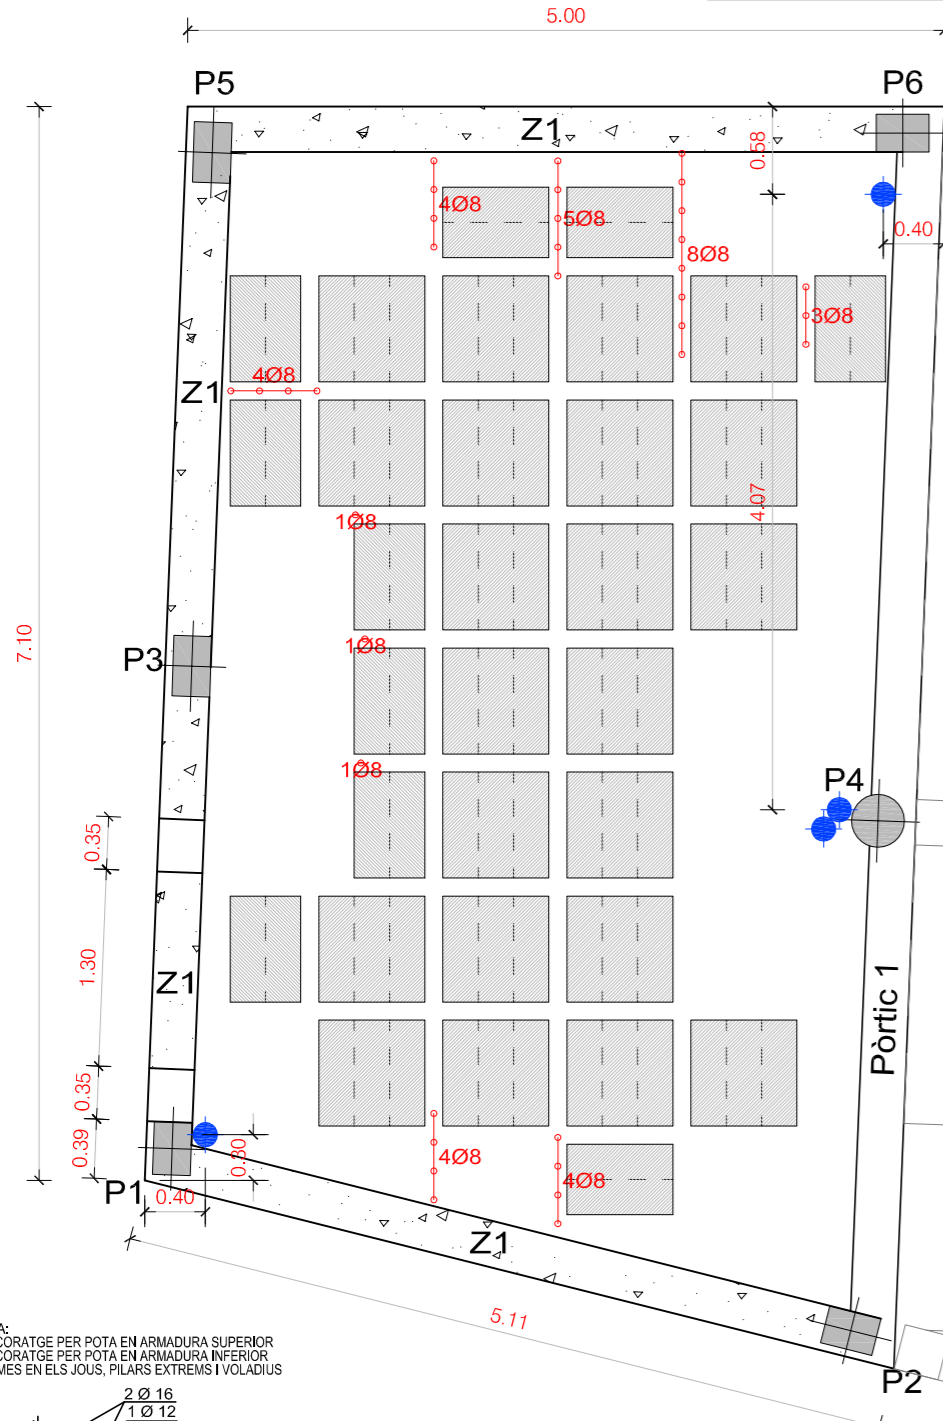 5.00
P5
P6
Z1
0.58
4Ø8
5Ø8
8Ø8
0.40
3Ø8
4Ø8
Z1
4.07
1Ø8
7.10
1Ø8
P3
1Ø8
P4
0.35
1.30
Z1
Pòrtic 1
0.35
0.39
0.30
4Ø8
4Ø8
P1
0.40
Z1
5.11
A:
CORATGE PER POTA EN ARMADURA SUPERIOR
CORATGE PER POTA EN ARMADURA INFERIOR
MES EN ELS JOUS, PILARS EXTREMS I VOLADIUS
P2
2 Ø 16
1 Ø 12